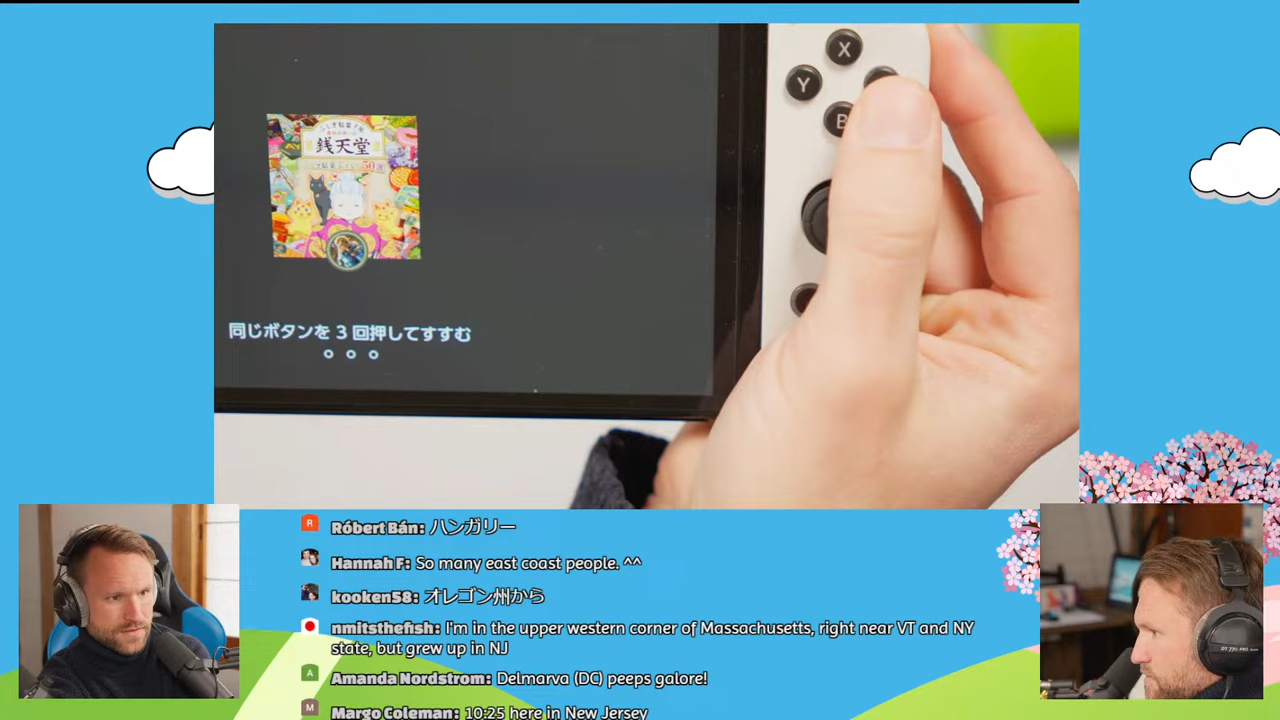 X
Y
B
銭天堂
同じボタンを3回押してすすむ
Róbert Bán: ハンガリー
Hannah F: So many east coast people. ^^
kooken58: オレゴン州から
nmitsthefish: I'm in the upper western corner of Massachusetts, right near VT and NY
state, but grew up in NJ
Amanda Nordstrom: Delmarva (DC) peeps galore!
Margo Coleman: 10:25 here in New Jersey
R
A
M